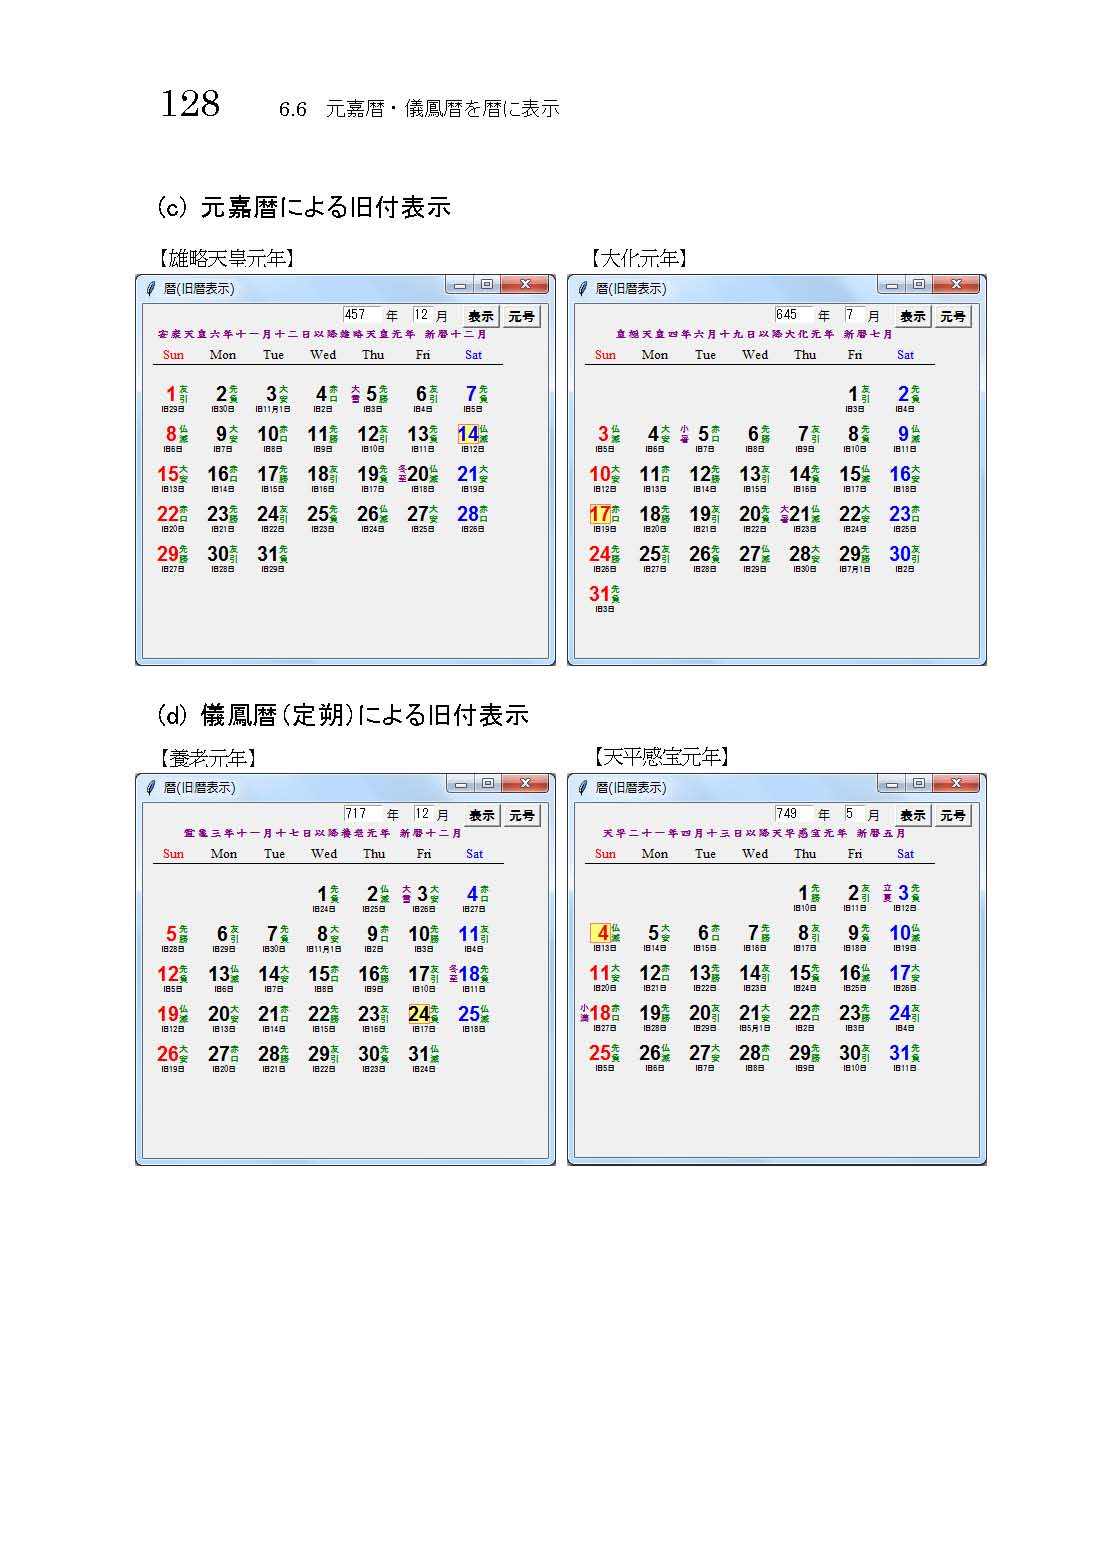 128 6.6 元嘉暦・儀鳳暦を暦に表示
(c) 元嘉暦による旧付表示
【雄略天皇元年】
暦(旧暦表示)
457 年 12 月 表示 元号
安康天皇六年十一月十二日以降雄略天皇元年 新暦十二月
Sun Mon Tue Wed Thu Fri Sat
1 友引 2 先負 3 大安 4 赤口 大雪 5 先勝 6 友引 7 先負
旧29日 旧30日 旧11月1日 旧2日 旧3日 旧4日 旧5日
8 仏滅 9 大安 10 赤口 11 先勝 12 友引 13 先負 14 仏滅
旧6日 旧7日 旧8日 旧9日 旧10日 旧11日 旧12日
15 大安 16 赤口 17 先勝 18 友引 19 先負 冬至 20 仏滅 21 大安
旧13日 旧14日 旧15日 旧16日 旧17日 旧18日 旧19日
22 赤口 23 先勝 24 友引 25 先負 26 仏滅 27 大安 28 赤口
旧20日 旧21日 旧22日 旧23日 旧24日 旧25日 旧26日
29 先勝 30 友引 31 先負
旧27日 旧28日 旧29日
【大化元年】
暦(旧暦表示)
645 年 7 月 表示 元号
皇極天皇四年六月十九日以降大化元年 新暦七月
Sun Mon Tue Wed Thu Fri Sat
1 友引 2 先負
旧3日 旧4日
3 仏滅 4 大安 小暑 5 赤口 6 先勝 7 友引 8 先負 9 仏滅
旧5日 旧6日 旧7日 旧8日 旧9日 旧10日 旧11日
10 大安 11 赤口 12 先勝 13 友引 14 先負 15 仏滅 16 大安
旧12日 旧13日 旧14日 旧15日 旧16日 旧17日 旧18日
17 赤口 18 先勝 19 友引 20 先負 大暑 21 仏滅 22 大安 23 赤口
旧19日 旧20日 旧21日 旧22日 旧23日 旧24日 旧25日
24 先勝 25 友引 26 先負 27 仏滅 28 大安 29 先負 30 友引
旧26日 旧27日 旧28日 旧29日 旧30日 旧7月1日 旧2日
31 先負
旧3日
(d) 儀鳳暦(定朔)による旧付表示
【養老元年】
暦(旧暦表示)
717 年 12 月 表示 元号
霊亀三年十一月十七日以降養老元年 新暦十二月
Sun Mon Tue Wed Thu Fri Sat
1 先負 2 仏滅 大雪 3 大安 4 赤口
旧24日 旧25日 旧26日 旧27日
5 先勝 6 友引 7 先負 8 大安 9 赤口 10 先勝 11 友引
旧28日 旧29日 旧30日 旧11月1日 旧2日 旧3日 旧4日
12 先負 13 仏滅 14 大安 15 赤口 16 先勝 17 友引 冬至 18 先負
旧5日 旧6日 旧7日 旧8日 旧9日 旧10日 旧11日
19 仏滅 20 大安 21 赤口 22 先勝 23 友引 24 先負 25 仏滅
旧12日 旧13日 旧14日 旧15日 旧16日 旧17日 旧18日
26 大安 27 赤口 28 先勝 29 友引 30 先負 31 仏滅
旧19日 旧20日 旧21日 旧22日 旧23日 旧24日
【天平感宝元年】
暦(旧暦表示)
749 年 5 月 表示 元号
天平二十一年四月十三日以降天平感宝元年 新暦五月
Sun Mon Tue Wed Thu Fri Sat
1 先勝 2 友引 立夏 3 先負
旧10日 旧11日 旧12日
4 仏滅 5 大安 6 赤口 7 先勝 8 友引 9 先負 10 仏滅
旧13日 旧14日 旧15日 旧16日 旧17日 旧18日 旧19日
11 大安 12 赤口 13 先勝 14 友引 15 先負 16 仏滅 17 大安
旧20日 旧21日 旧22日 旧23日 旧24日 旧25日 旧26日
小満 18 赤口 19 先勝 20 友引 21 大安 22 赤口 23 先勝 24 友引
旧27日 旧28日 旧29日 旧5月1日 旧2日 旧3日 旧4日
25 先負 26 仏滅 27 大安 28 赤口 29 先勝 30 友引 31 先負
旧5日 旧6日 旧7日 旧8日 旧9日 旧10日 旧11日